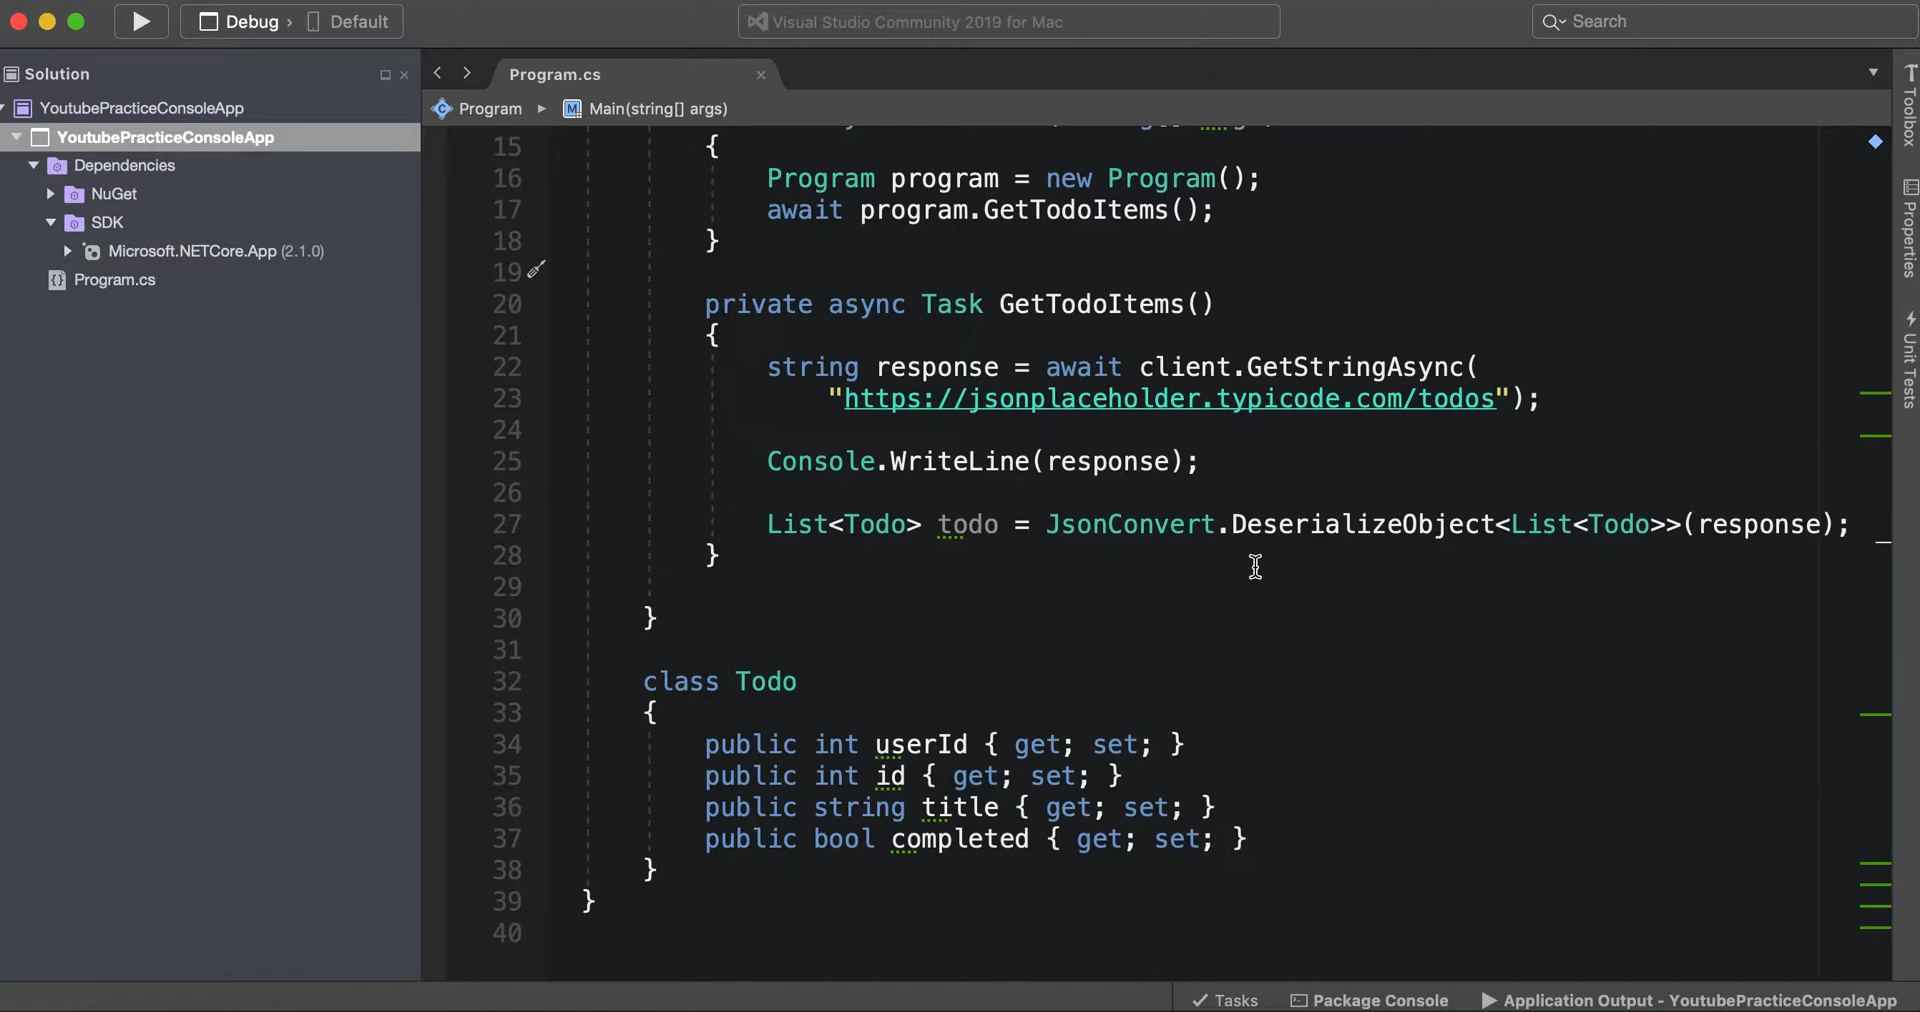 Debug › Default
Visual Studio Community 2019 for Mac
Search
Solution
YoutubePracticeConsoleApp
YoutubePracticeConsoleApp
Dependencies
NuGet
SDK
Microsoft.NETCore.App (2.1.0)
Program.cs
Program.cs
Program ▸ Main(string[] args)
15 {
16 Program program = new Program();
17 await program.GetTodoItems();
18 }
19
20 private async Task GetTodoItems()
21 {
22 string response = await client.GetStringAsync(
23 "https://jsonplaceholder.typicode.com/todos");
24
25 Console.WriteLine(response);
26
27 List<Todo> todo = JsonConvert.DeserializeObject<List<Todo>>(response);
28 }
29
30 }
31
32 class Todo
33 {
34 public int userId { get; set; }
35 public int id { get; set; }
36 public string title { get; set; }
37 public bool completed { get; set; }
38 }
39 }
40
Toolbox
Properties
Unit Tests
Tasks
Package Console
Application Output - YoutubePracticeConsoleApp